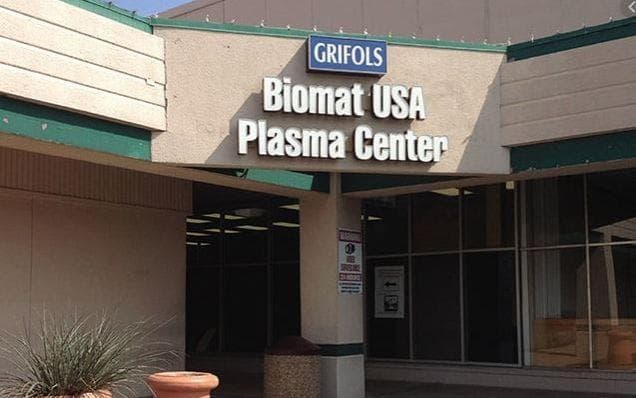 GRIFOLS
Biomat USA
Plasma Center